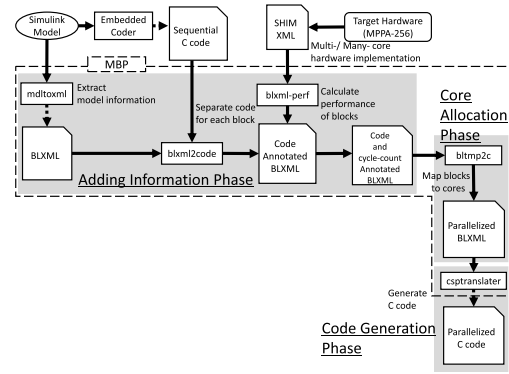 Simulink
Model
Embedded
Coder
Sequential
C code
SHIM
XML
Target Hardware
(MPPA-256)
Multi-/ Many- core
hardware implementation
MBP
mdltoxml
Extract
model information
Separate code
for each block
blxml-perf
Calculate
performance
of blocks
Core
Allocation
Phase
BLXML
blxml2code
Code
Annotated
BLXML
Code
and
cycle-count
Annotated
BLXML
bltmp2c
Map blocks
to cores
Adding Information Phase
Parallelized
BLXML
csptranslater
Generate
C code
Code Generation
Phase
Parallelized
C code